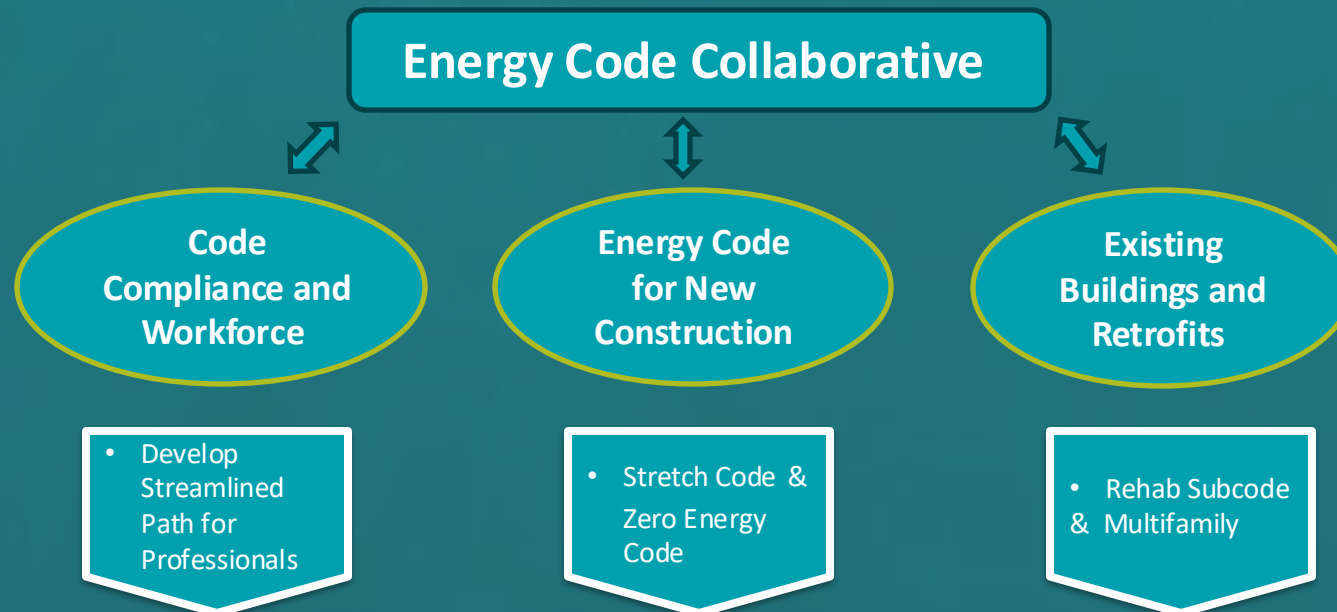 Energy Code Collaborative
Code
Compliance and
Workforce
Energy Code
for New
Construction
Existing
Buildings and
Retrofits
• Develop
Streamlined
Path for
Professionals
• Stretch Code &
Zero Energy
Code
• Rehab Subcode
& Multifamily